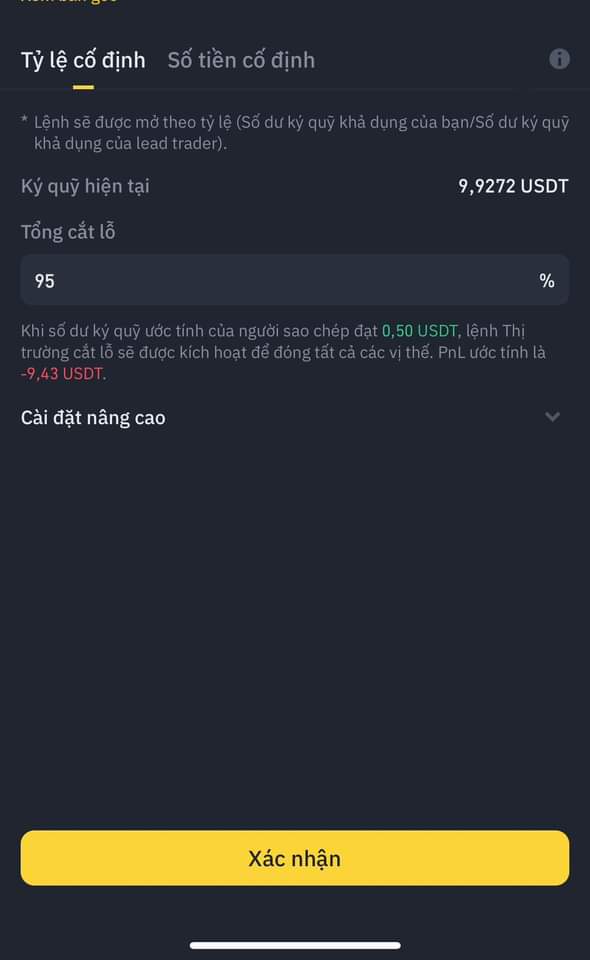 Tỷ lệ cố định Số tiền cố định
* Lệnh sẽ được mở theo tỷ lệ (Số dư ký quỹ khả dụng của bạn/Số dư ký quỹ
khả dụng của lead trader).
Ký quỹ hiện tại 9,9272 USDT
Tổng cắt lỗ
95 %
Khi số dư ký quỹ ước tính của người sao chép đạt 0,50 USDT, lệnh Thị
trường cắt lỗ sẽ được kích hoạt để đóng tất cả các vị thế. PnL ước tính là
-9,43 USDT.
Cài đặt nâng cao
Xác nhận